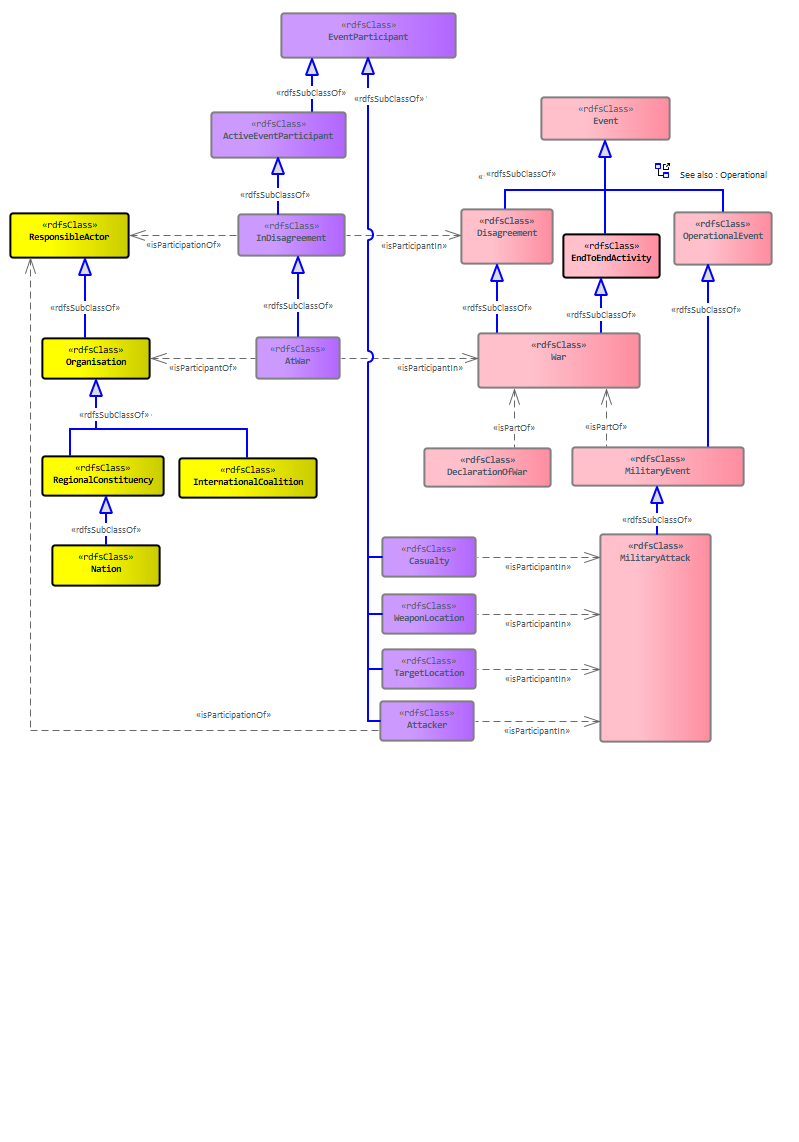 «rdfsClass»
EventParticipant
«rdfsSubClassOf»
«rdfsSubClassOf»
«rdfsClass»
Event
«rdfsClass»
ActiveEventParticipant
«rdfsSubClassOf»
See also : Operational
«rdfsSubClassOf»
«rdfsClass»
ResponsibleActor
«isParticipationOf»
«rdfsClass»
InDisagreement
«isParticipantIn»
«rdfsClass»
Disagreement
«rdfsClass»
EndToEndActivity
«rdfsClass»
OperationalEvent
«rdfsSubClassOf»
«rdfsSubClassOf»
«rdfsSubClassOf»
«rdfsSubClassOf»
«rdfsSubClassOf»
«rdfsClass»
Organisation
«isParticipantOf»
«rdfsClass»
AtWar
«isParticipantIn»
«rdfsClass»
War
«rdfsSubClassOf»
«isPartOf»
«isPartOf»
«rdfsClass»
RegionalConstituency
«rdfsClass»
InternationalCoalition
«rdfsClass»
DeclarationOfWar
«rdfsClass»
MilitaryEvent
«rdfsSubClassOf»
«rdfsSubClassOf»
«rdfsClass»
Nation
«rdfsClass»
Casualty
«isParticipantIn»
«rdfsClass»
MilitaryAttack
«rdfsClass»
WeaponLocation
«isParticipantIn»
«rdfsClass»
TargetLocation
«isParticipantIn»
«isParticipationOf»
«rdfsClass»
Attacker
«isParticipantIn»